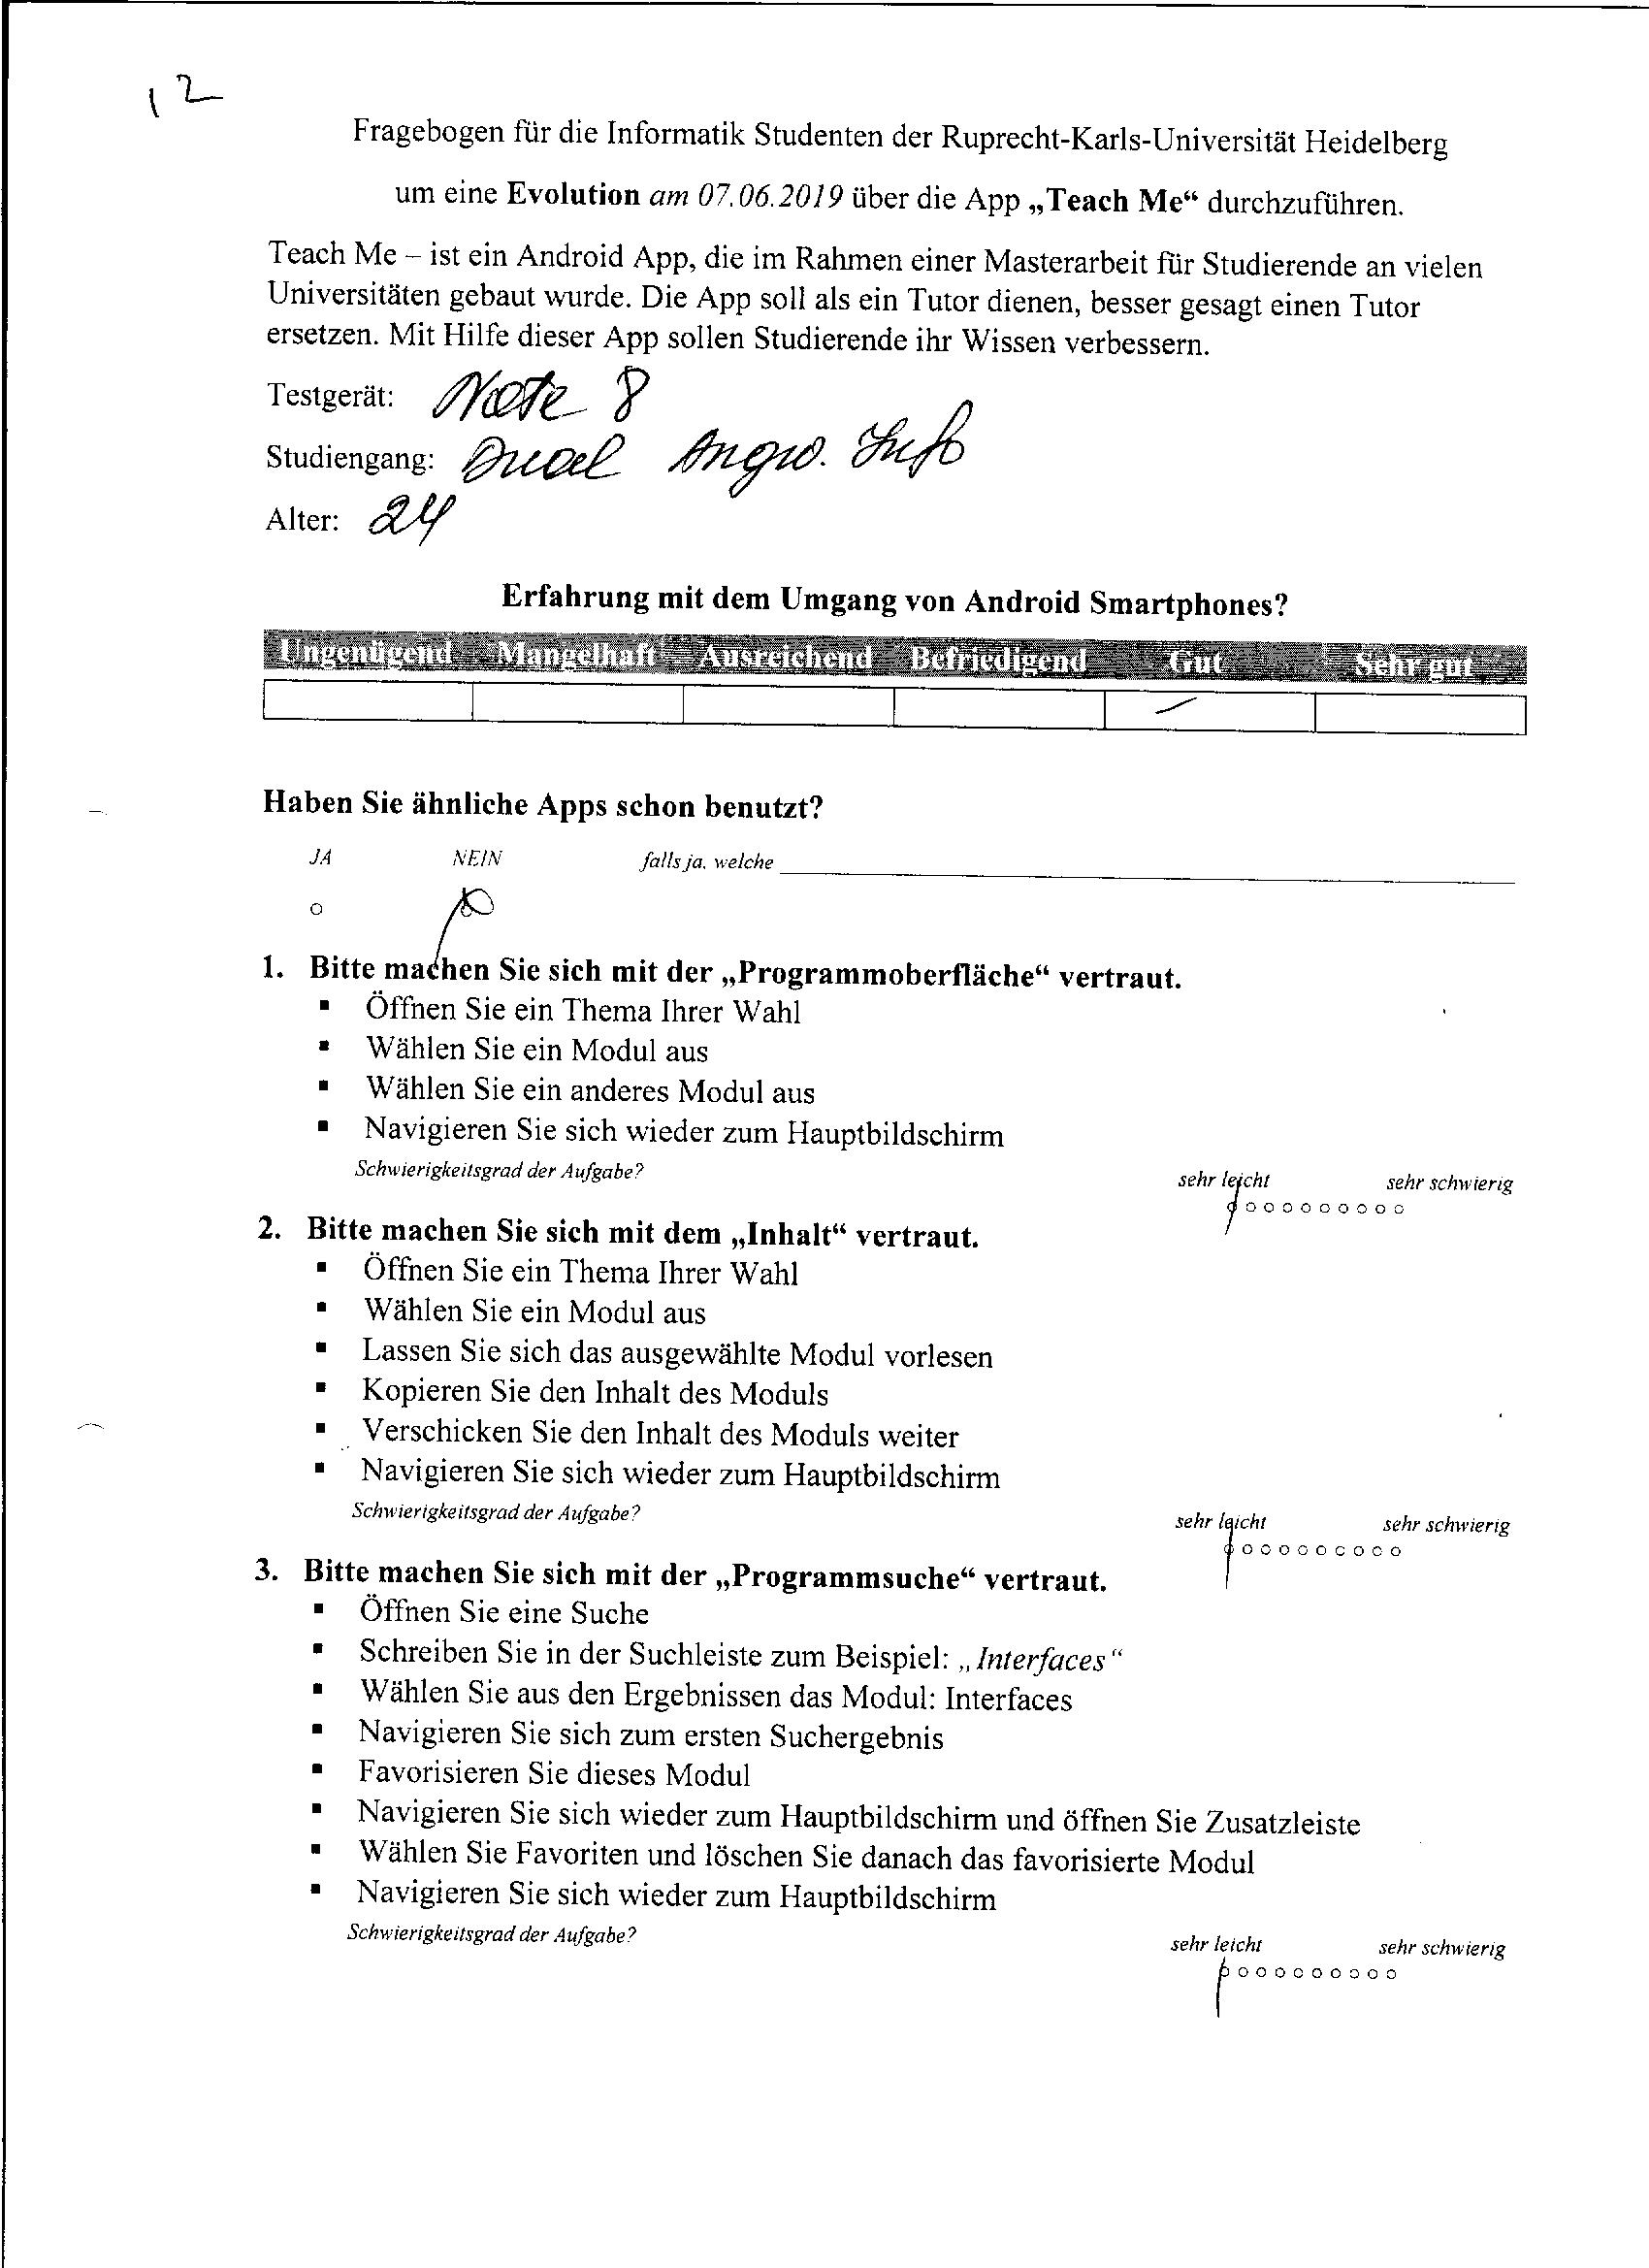 12
Fragebogen für die Informatik Studenten der Ruprecht-Karls-Universität Heidelberg
um eine Evolution am 07.06.2019 über die App „Teach Me“ durchzuführen.
Teach Me – ist ein Android App, die im Rahmen einer Masterarbeit für Studierende an vielen
Universitäten gebaut wurde. Die App soll als ein Tutor dienen, besser gesagt einen Tutor
ersetzen. Mit Hilfe dieser App sollen Studierende ihr Wissen verbessern.
Testgerät: Note 8
Studiengang: Dual Angw. Info
Alter: 24
Erfahrung mit dem Umgang von Android Smartphones?
Ungenügend Mangelhaft Ausreichend Befriedigend Gut Sehr gut
Haben Sie ähnliche Apps schon benutzt?
JA NEIN falls ja, welche
1. Bitte machen Sie sich mit der „Programmoberfläche“ vertraut.
▪ Öffnen Sie ein Thema Ihrer Wahl
▪ Wählen Sie ein Modul aus
▪ Wählen Sie ein anderes Modul aus
▪ Navigieren Sie sich wieder zum Hauptbildschirm
Schwierigkeitsgrad der Aufgabe? sehr leicht sehr schwierig
2. Bitte machen Sie sich mit dem „Inhalt“ vertraut.
▪ Öffnen Sie ein Thema Ihrer Wahl
▪ Wählen Sie ein Modul aus
▪ Lassen Sie sich das ausgewählte Modul vorlesen
▪ Kopieren Sie den Inhalt des Moduls
▪ Verschicken Sie den Inhalt des Moduls weiter
▪ Navigieren Sie sich wieder zum Hauptbildschirm
Schwierigkeitsgrad der Aufgabe? sehr leicht sehr schwierig
3. Bitte machen Sie sich mit der „Programmsuche“ vertraut.
▪ Öffnen Sie eine Suche
▪ Schreiben Sie in der Suchleiste zum Beispiel: „Interfaces“
▪ Wählen Sie aus den Ergebnissen das Modul: Interfaces
▪ Navigieren Sie sich zum ersten Suchergebnis
▪ Favorisieren Sie dieses Modul
▪ Navigieren Sie sich wieder zum Hauptbildschirm und öffnen Sie Zusatzleiste
▪ Wählen Sie Favoriten und löschen Sie danach das favorisierte Modul
▪ Navigieren Sie sich wieder zum Hauptbildschirm
Schwierigkeitsgrad der Aufgabe? sehr leicht sehr schwierig